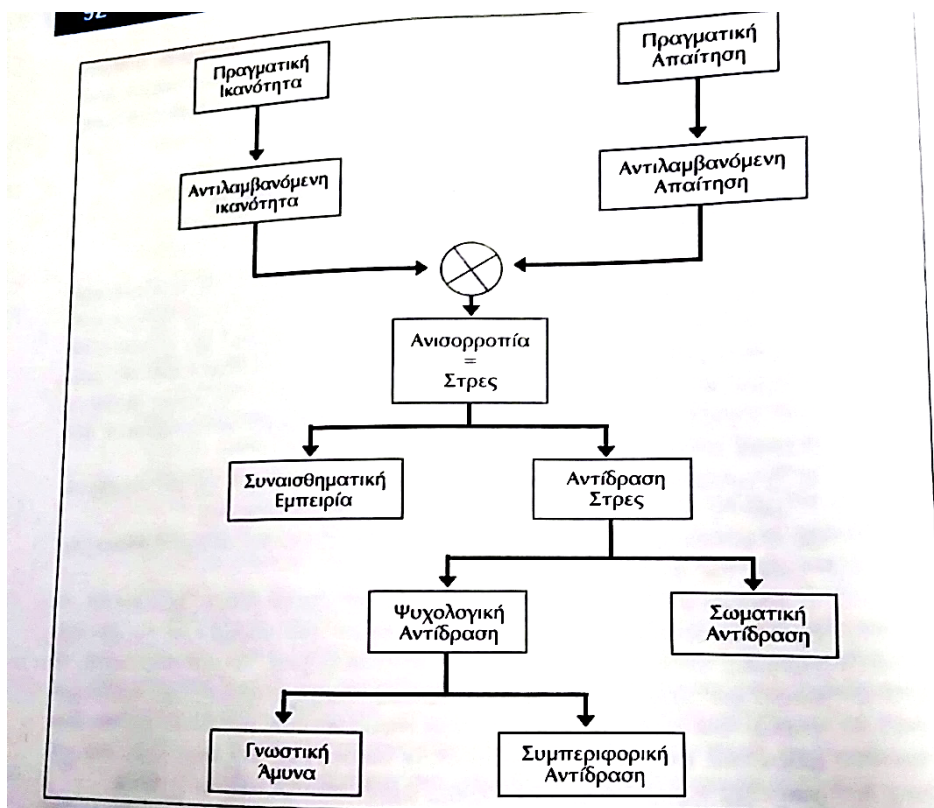 52
Πραγματική
Ικανότητα
Πραγματική
Απαίτηση
Αντιλαμβανόμενη
ικανότητα
Αντιλαμβανόμενη
Απαίτηση
Ανισορροπία
=
Στρες
Συναισθηματική
Εμπειρία
Αντίδραση
Στρες
Ψυχολογική
Αντίδραση
Σωματική
Αντίδραση
Γνωστική
Άμυνα
Συμπεριφορική
Αντίδραση